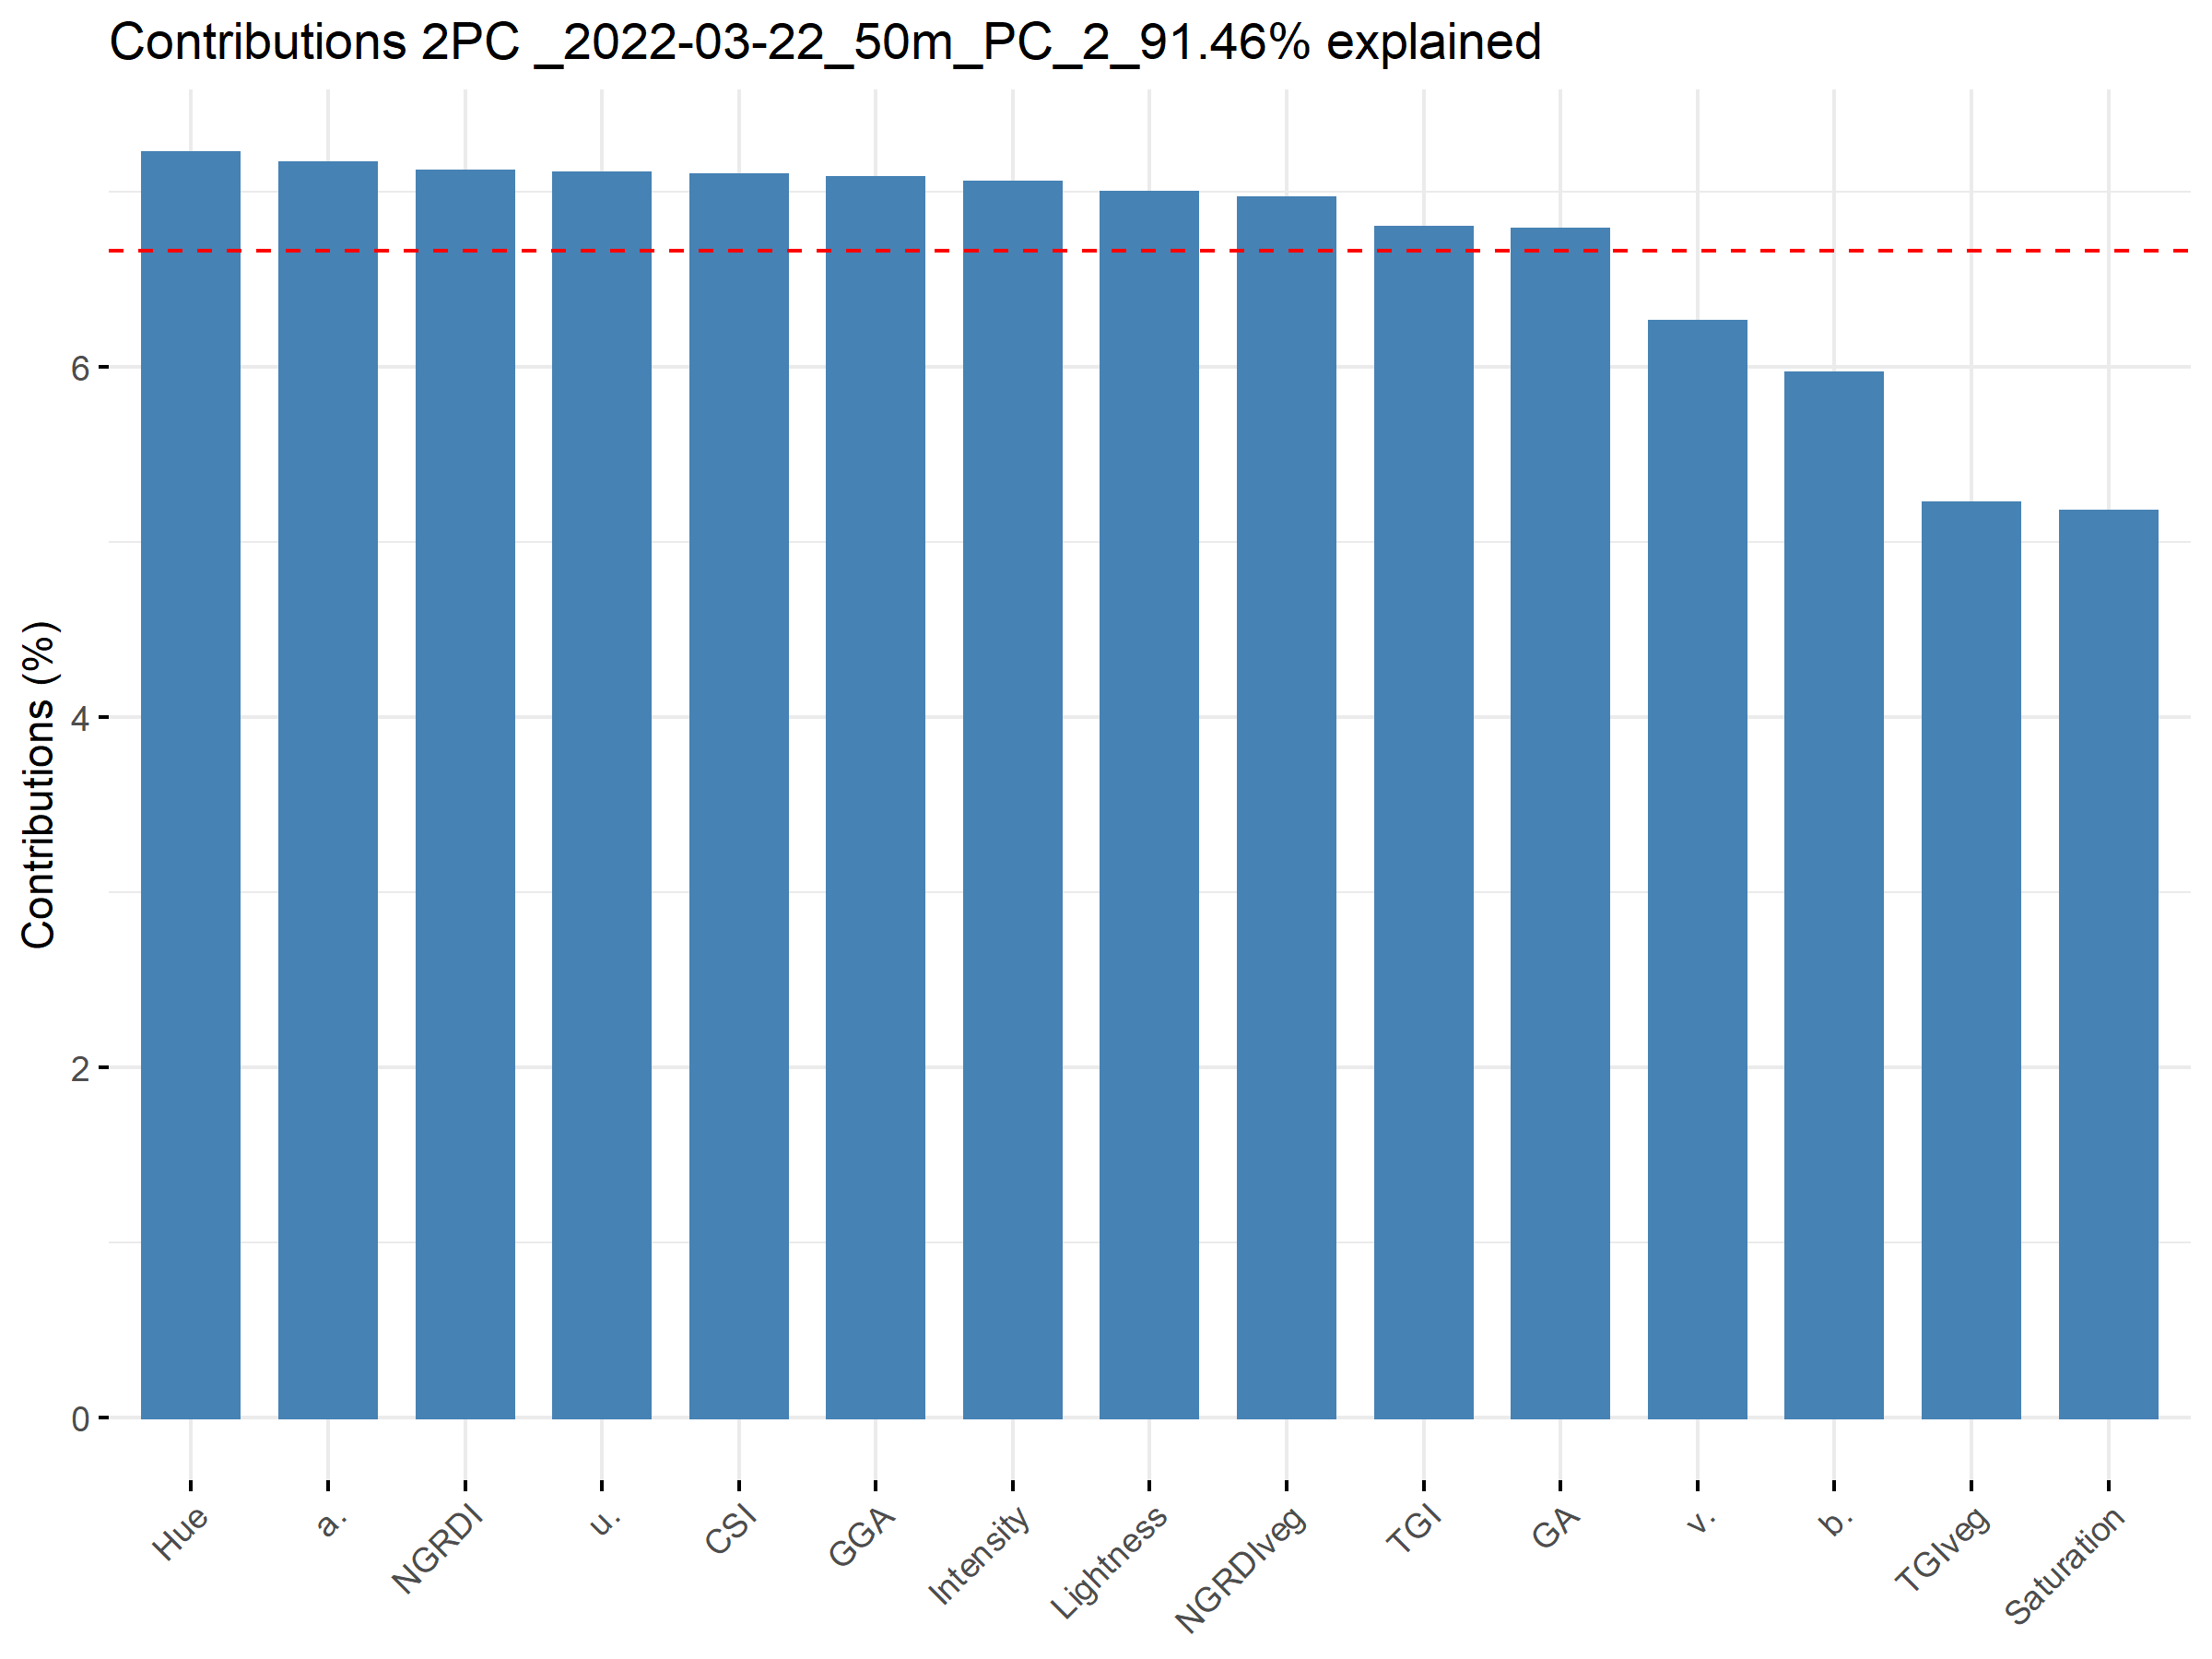 Contributions 2PC _2022-03-22_50m_PC_2_91.46% explained
Contributions (%)
6
4
2
0
Hue
a.
NGRDI
u.
CSI
GGA
Intensity
Lightness
NGRDIveg
TGI
GA
v.
b.
TGIveg
Saturation